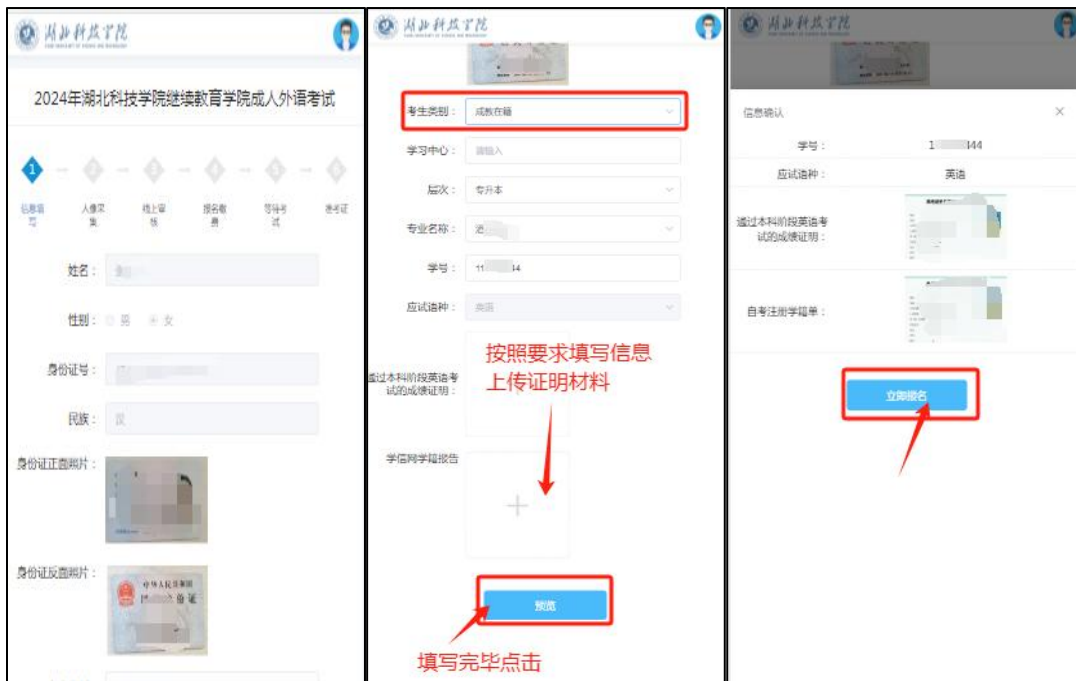 湖北科技学院
2024年湖北科技学院继续教育学院成人外语考试
1
2
3
4
5
6
信息填写
人像采集
线上审核
报名缴费
等待考试
准考证
姓名：
性别：
男
女
身份证号：
民族：
汉
身份证正面照片：
身份证反面照片：
中华人民共和国
湖北科技学院
考生类别：
成教在籍
学习中心：
请输入
层次：
专升本
专业名称：
学号：
11
44
应试语种：
英语
按照要求填写信息
上传证明材料
通过本科阶段英语考
试的成绩证明：
学信网学籍报告
预览
填写完毕点击
湖北科技学院
信息确认
学号：
1
444
应试语种：
英语
通过本科阶段英语考
试的成绩证明：
自考注册学籍单：
立即报名